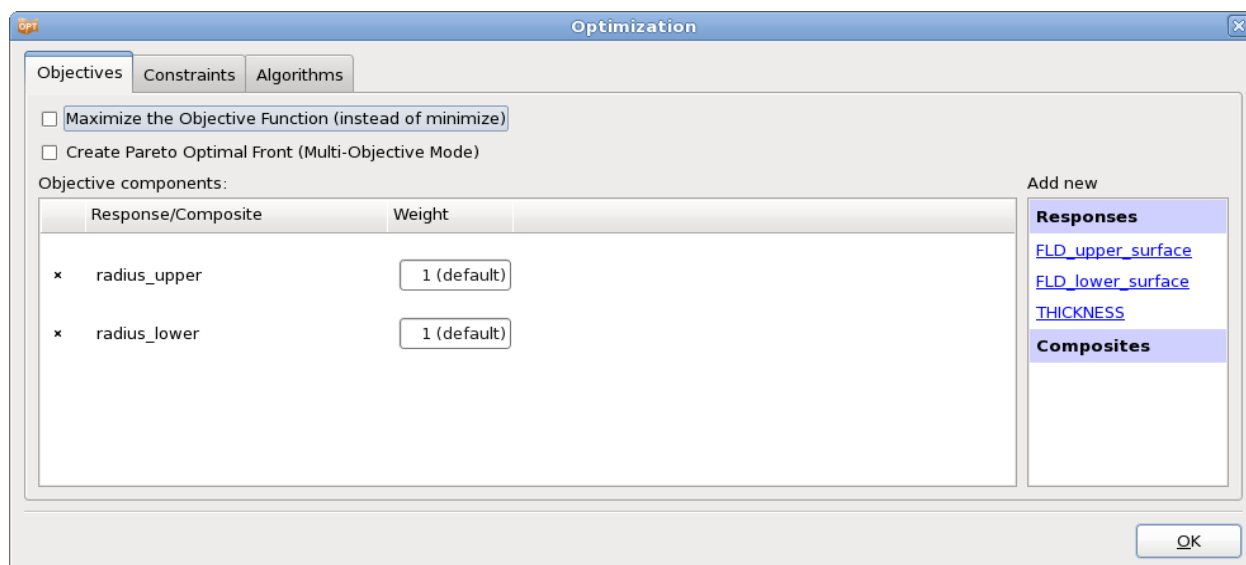 OPT Optimization
Objectives Constraints Algorithms
Maximize the Objective Function (instead of minimize)
Create Pareto Optimal Front (Multi-Objective Mode)
Objective components: Add new
Response/Composite Weight Responses
FLD_upper_surface
radius_upper 1 (default)
FLD_lower_surface
THICKNESS
radius_lower 1 (default)
Composites
OK